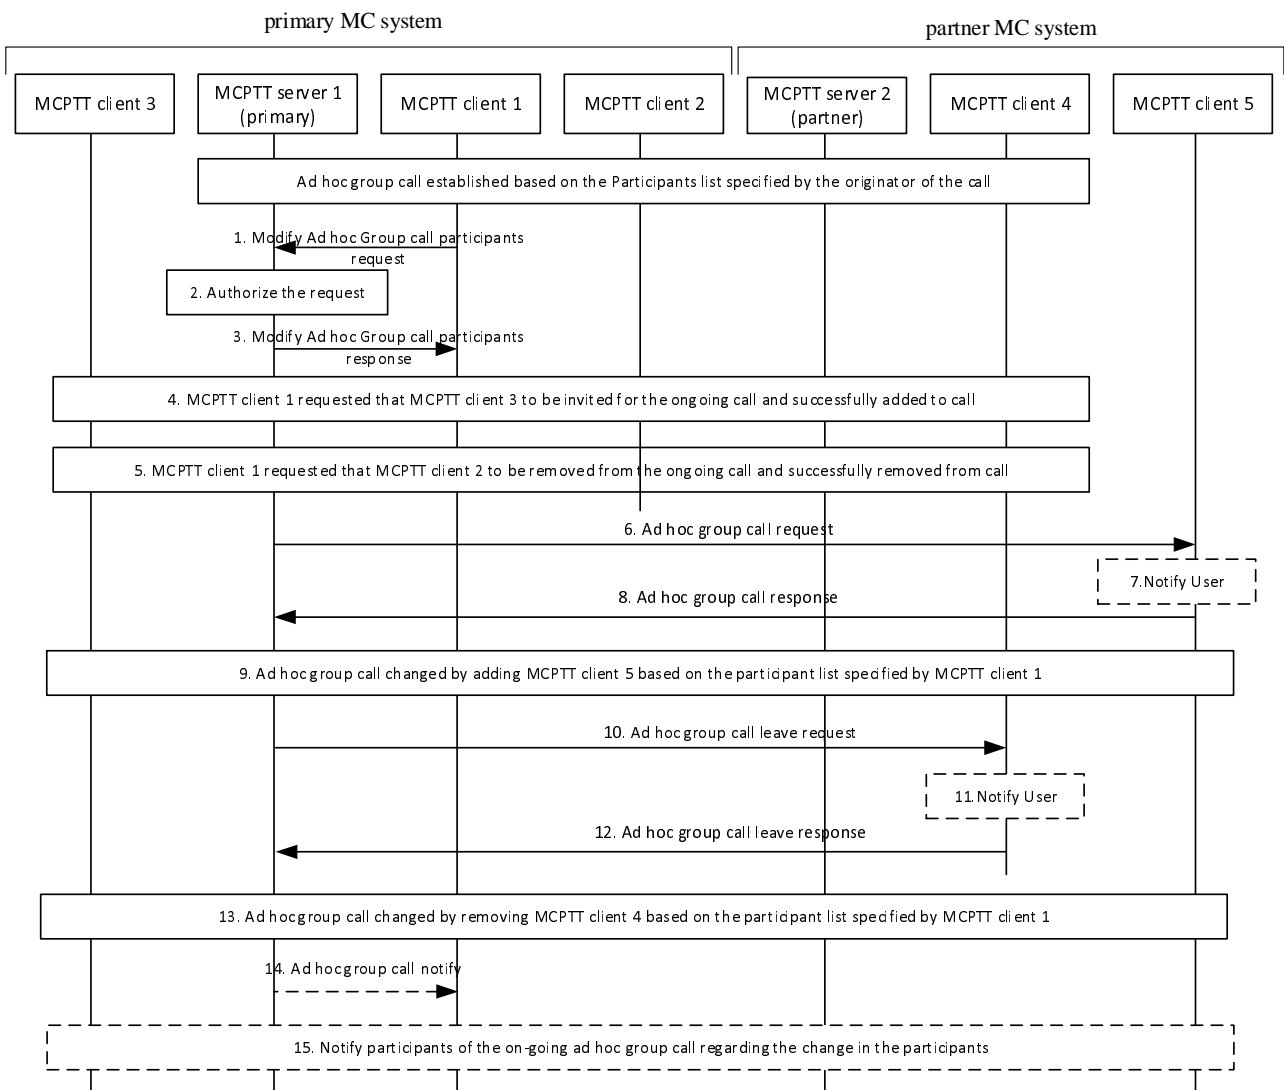 primary MC system
partner MC system
MCPTT client 3
MCPTT server 1
(primary)
MCPTT client 1
MCPTT client 2
MCPTT server 2
(partner)
MCPTT client 4
MCPTT client 5
Ad hoc group call established based on the Participants list specified by the originator of the call
1. Modify Ad hoc Group call participants
request
2. Authorize the request
3. Modify Ad hoc Group call participants
response
4. MCPTT client 1 requested that MCPTT client 3 to be invited for the ongoing call and successfully added to call
5. MCPTT client 1 requested that MCPTT client 2 to be removed from the ongoing call and successfully removed from call
6. Ad hoc group call request
7.Notify User
8. Ad hoc group call response
9. Ad hoc group call changed by adding MCPTT client 5 based on the participant list specified by MCPTT client 1
10. Ad hoc group call leave request
11.Notify User
12. Ad hoc group call leave response
13. Ad hoc group call changed by removing MCPTT client 4 based on the participant list specified by MCPTT client 1
14. Ad hoc group call notify
15. Notify participants of the on-going ad hoc group call regarding the change in the participants